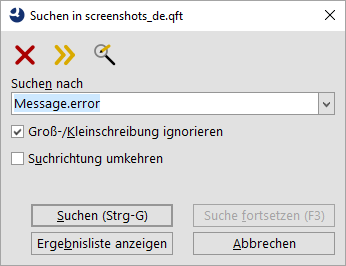 Suchen in screenshots_de.qft
Suchen nach
Message.error
Groß-/Kleinschreibung ignorieren
Suchrichtung umkehren
Suchen (Strg-G)
Suche fortsetzen (F3)
Ergebnisliste anzeigen
Abbrechen